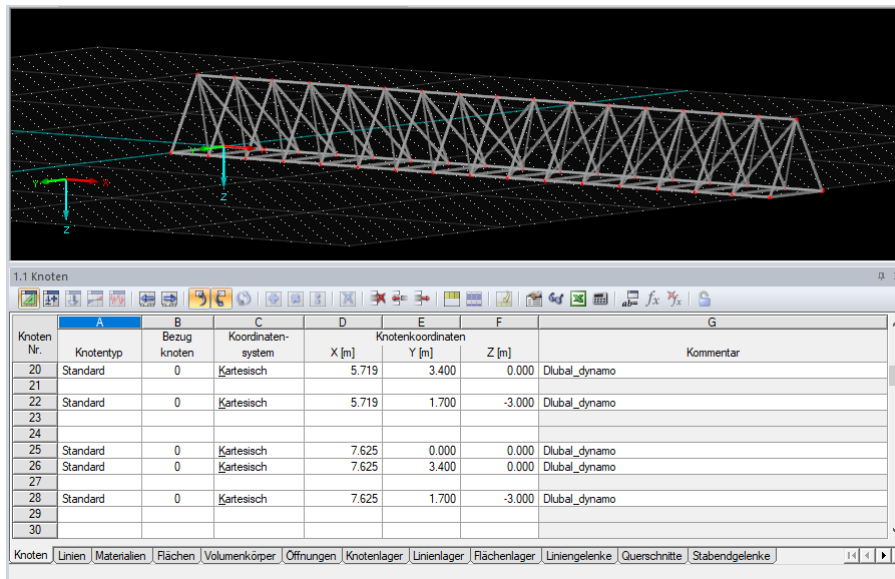 Y X
Z
Y X
Z
1.1 Knoten
A B C D E F G
Knoten Nr. Knotentyp Bezug knoten Koordinaten-system Knotenkoordinaten X [m] Y [m] Z [m] Kommentar
20 Standard 0 Kartesisch 5.719 3.400 0.000 Dlubal_dynamo
21
22 Standard 0 Kartesisch 5.719 1.700 -3.000 Dlubal_dynamo
23
24
25 Standard 0 Kartesisch 7.625 0.000 0.000 Dlubal_dynamo
26 Standard 0 Kartesisch 7.625 3.400 0.000 Dlubal_dynamo
27
28 Standard 0 Kartesisch 7.625 1.700 -3.000 Dlubal_dynamo
29
30
Knoten Linien Materialien Flächen Volumenkörper Öffnungen Knotenlager Linienlager Flächenlager Liniengelenke Querschnitte Stabendgelenke